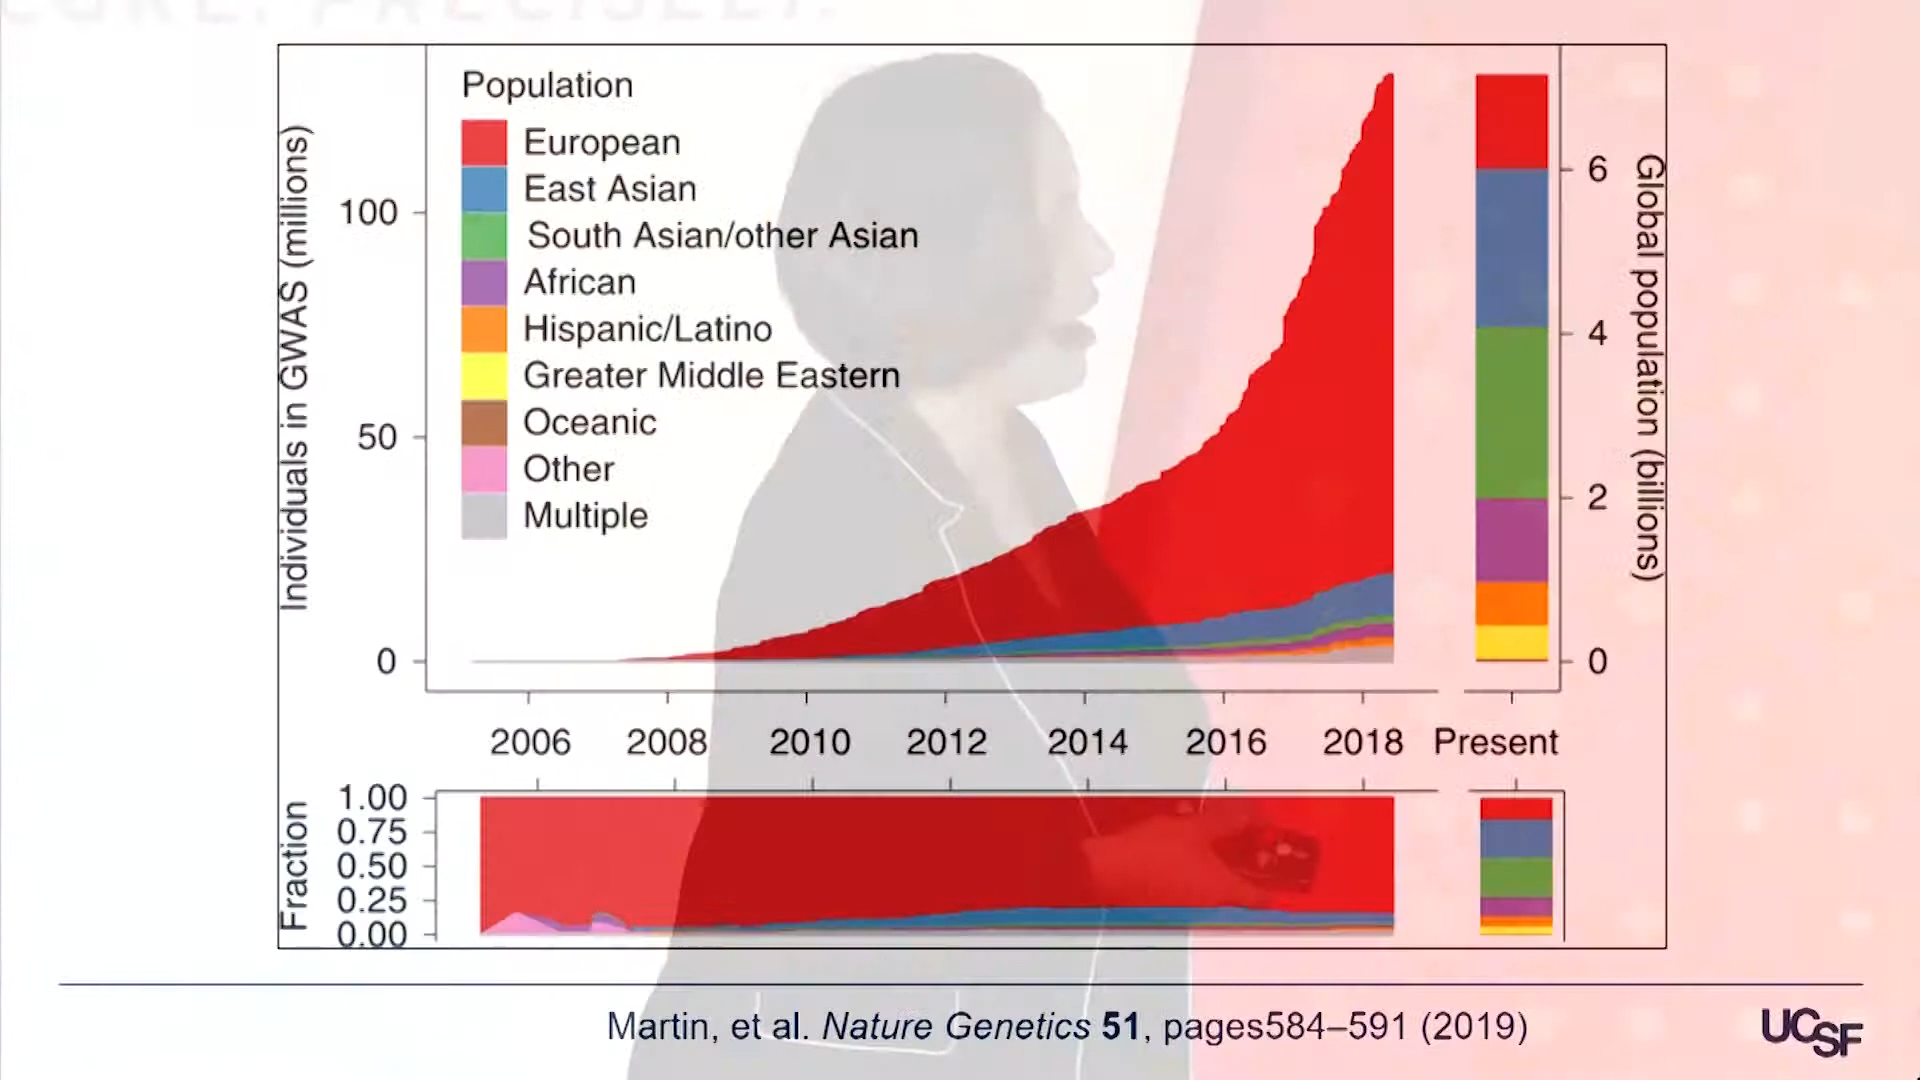 CURE, PRECISELY.
Population
European
East Asian
South Asian/other Asian
African
Hispanic/Latino
Greater Middle Eastern
Oceanic
Other
Multiple
Individuals in GWAS (millions)
100
50
0
6
4
2
0
Global population (billions)
2006 2008 2010 2012 2014 2016 2018 Present
Fraction
1.00
0.75
0.50
0.25
0.00
Martin, et al. Nature Genetics 51, pages584–591 (2019)
UCSF